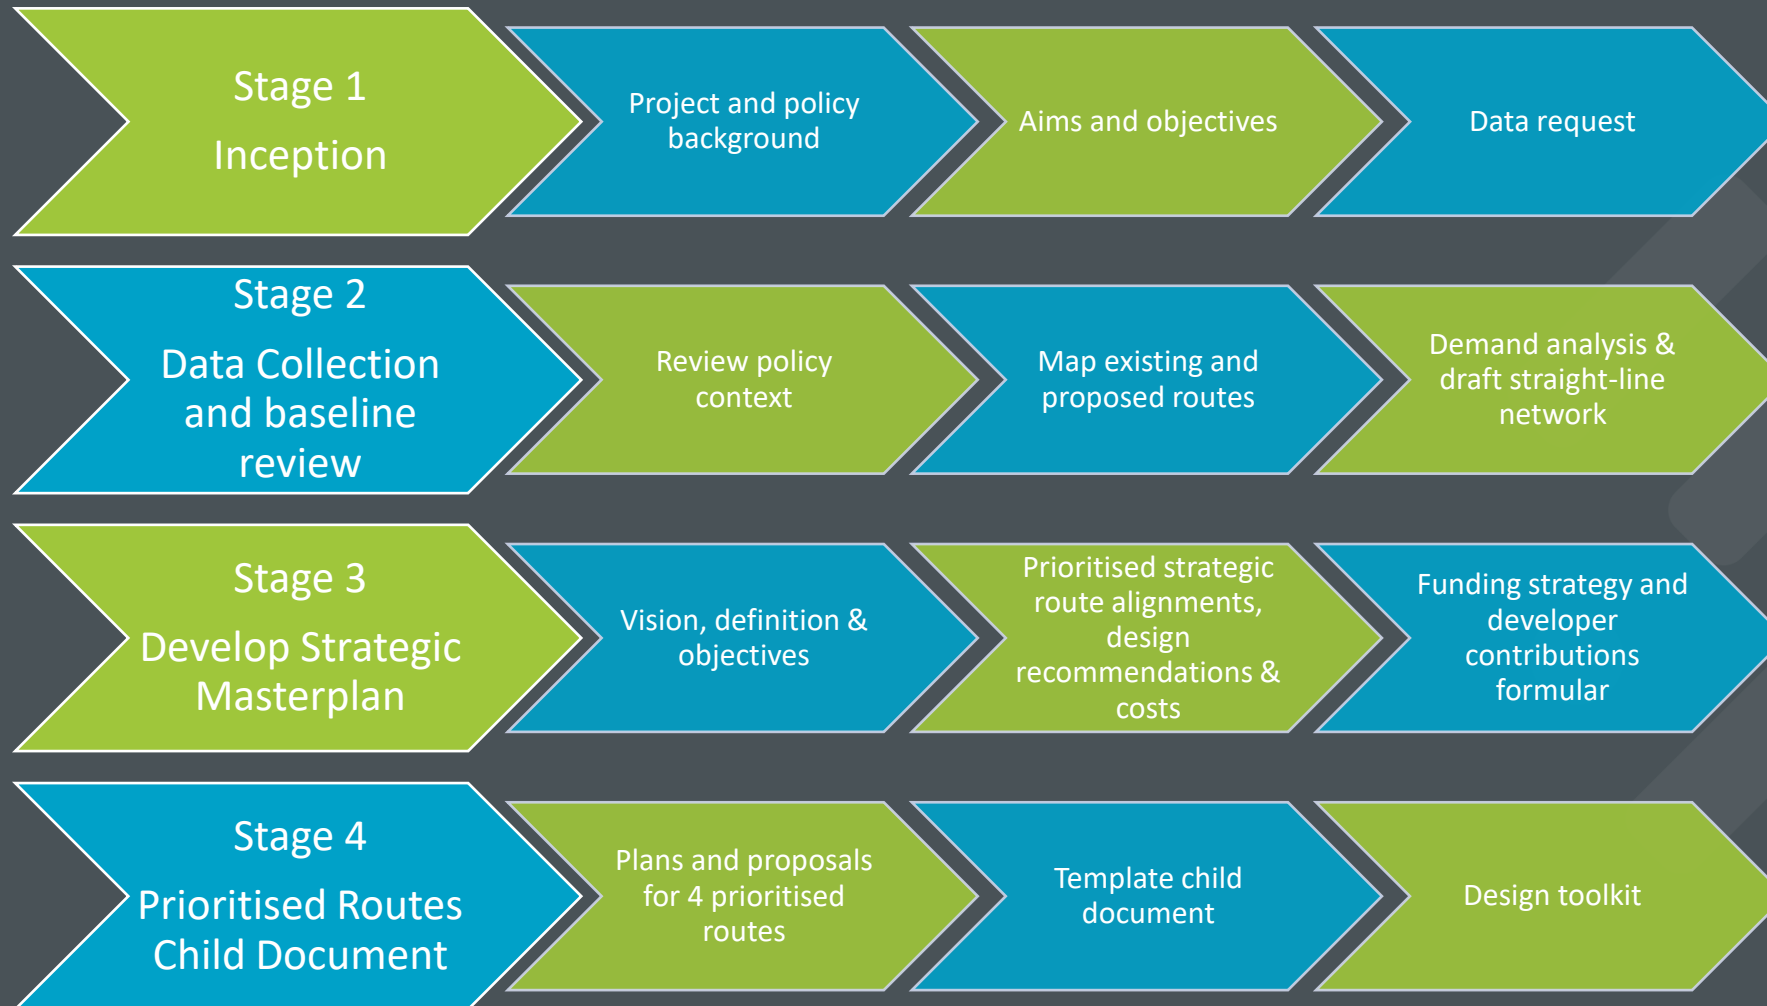 Stage 1
Inception
Project and policy
background
Aims and objectives
Data request
Stage 2
Data Collection
and baseline
review
Review policy
context
Map existing and
proposed routes
Demand analysis &
draft straight-line
network
Stage 3
Develop Strategic
Masterplan
Vision, definition &
objectives
Prioritised strategic
route alignments,
design
recommendations &
costs
Funding strategy and
developer
contributions
formular
Stage 4
Prioritised Routes
Child Document
Plans and proposals
for 4 prioritised
routes
Template child
document
Design toolkit